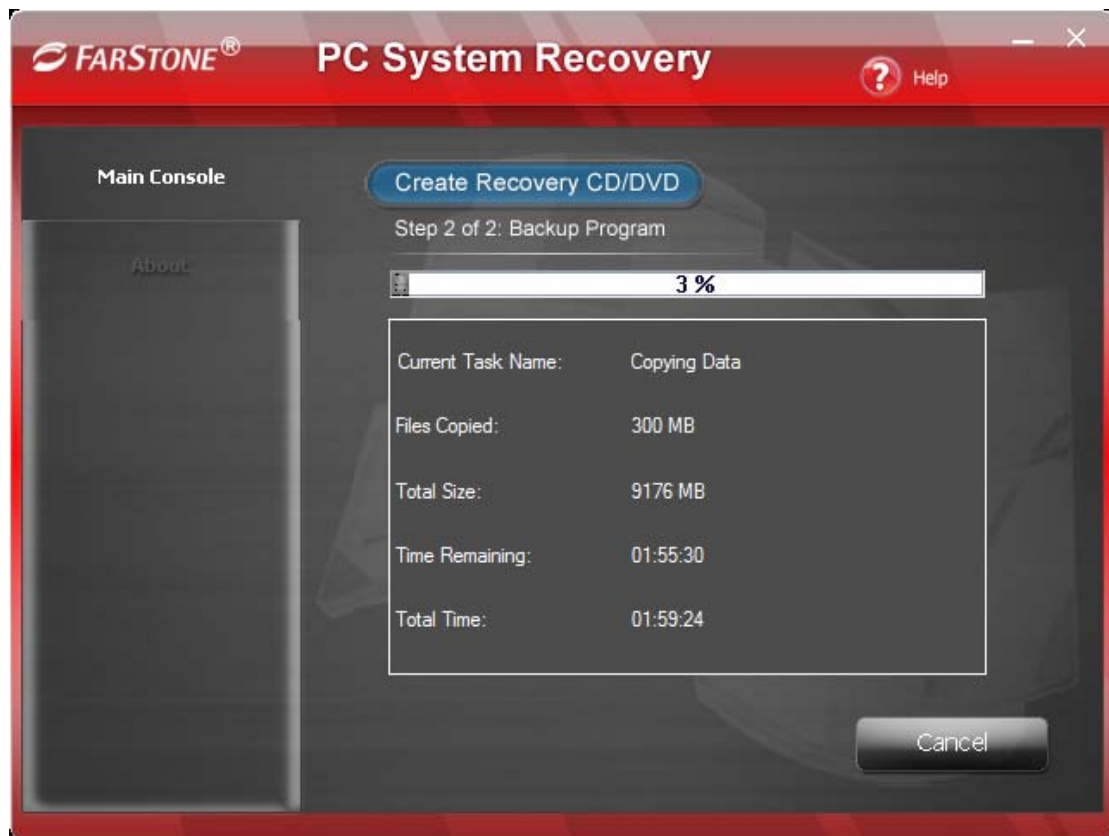 FARSTONE®
PC System Recovery
Help
Main Console
About
Create Recovery CD/DVD
Step 2 of 2: Backup Program
3 %
Current Task Name: Copying Data
Files Copied: 300 MB
Total Size: 9176 MB
Time Remaining: 01:55:30
Total Time: 01:59:24
Cancel